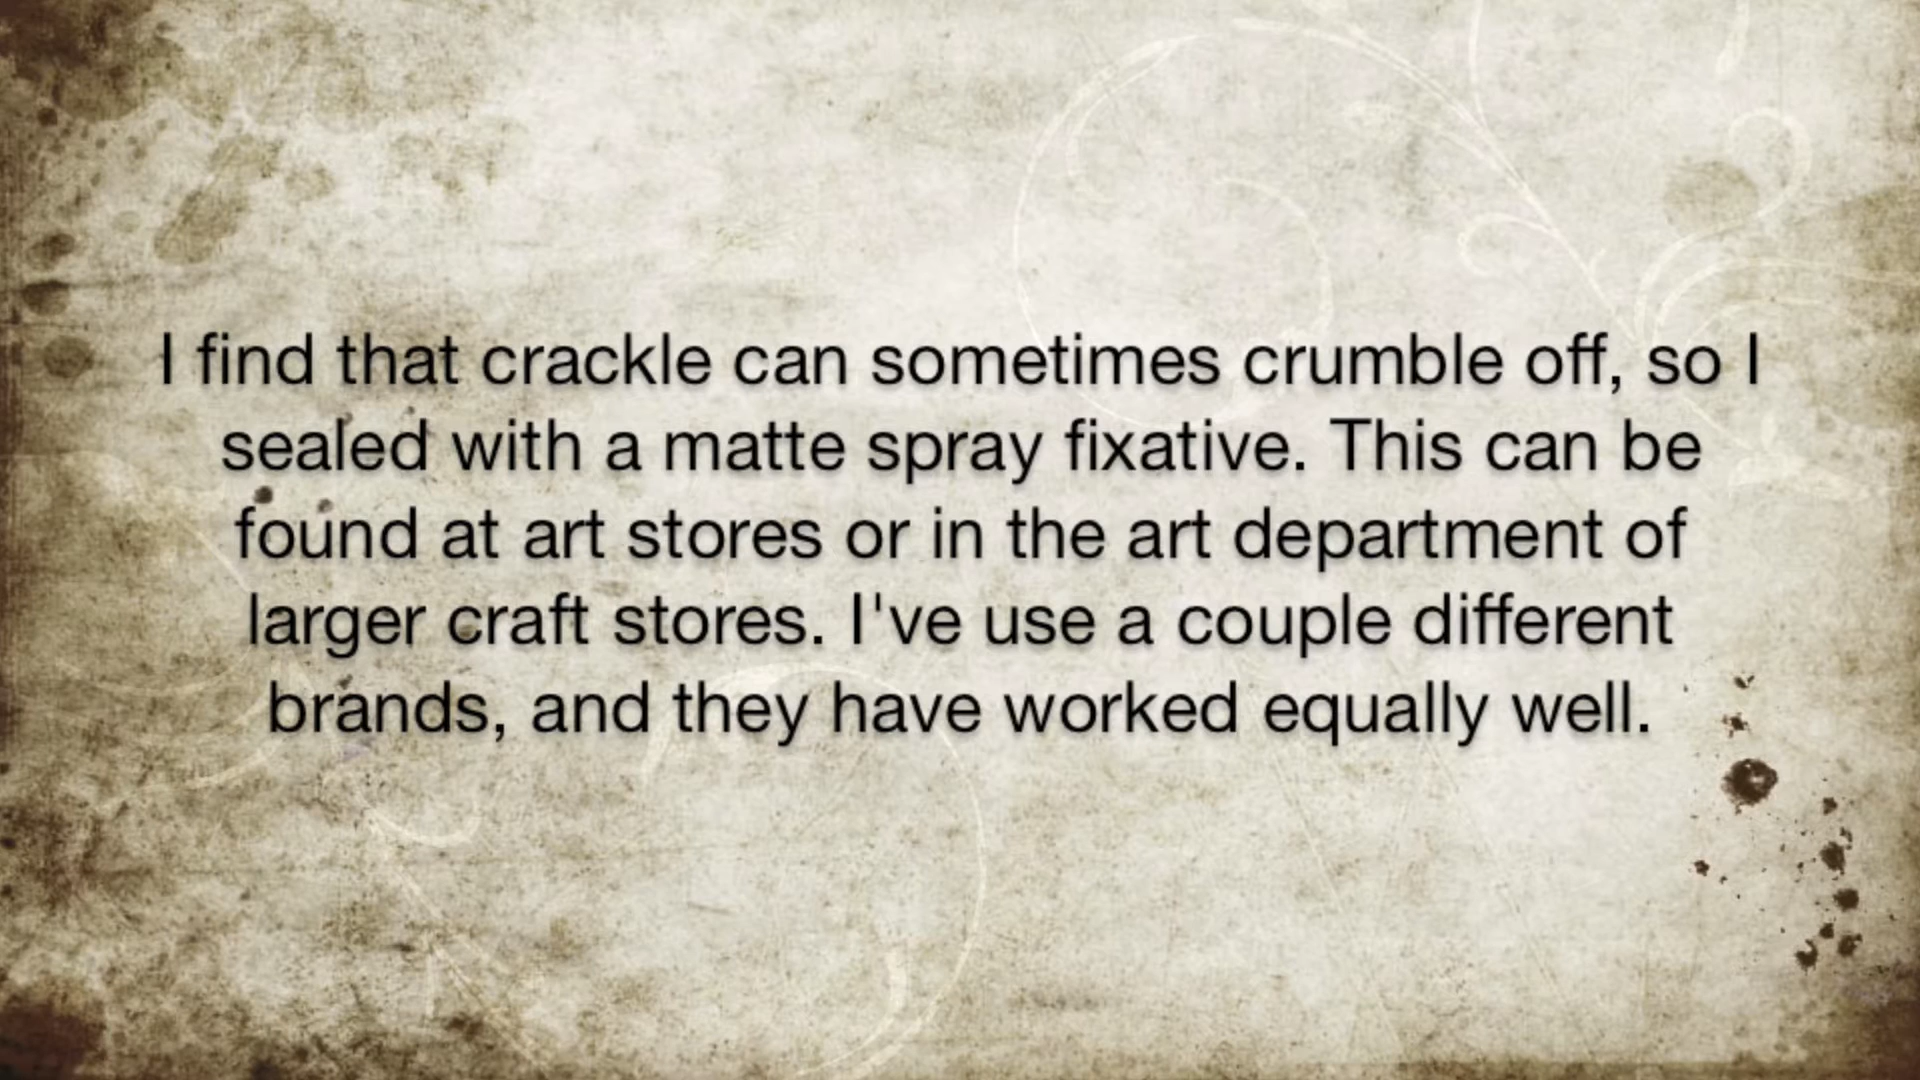 I find that crackle can sometimes crumble off, so I
sealed with a matte spray fixative. This can be
found at art stores or in the art department of
larger craft stores. I've use a couple different
brands, and they have worked equally well.